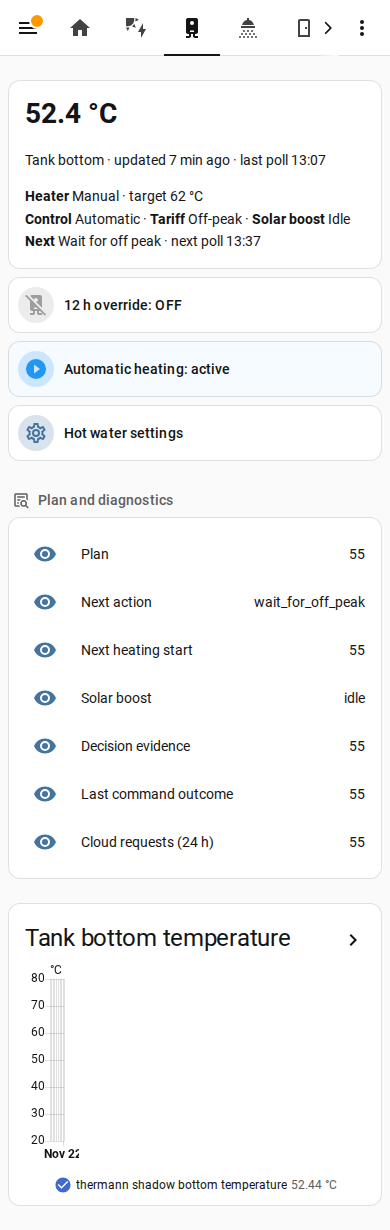 52.4 °C
Tank bottom · updated 7 min ago · last poll 13:07
Heater Manual · target 62 °C
Control Automatic · Tariff Off-peak · Solar boost Idle
Next Wait for off peak · next poll 13:37
12 h override: OFF
Automatic heating: active
Hot water settings
Plan and diagnostics
Plan 55
Next action wait_for_off_peak
Next heating start 55
Solar boost idle
Decision evidence 55
Last command outcome 55
Cloud requests (24 h) 55
Tank bottom temperature
°C
80
70
60
50
40
30
20
Nov 22
thermann shadow bottom temperature 52.44 °C